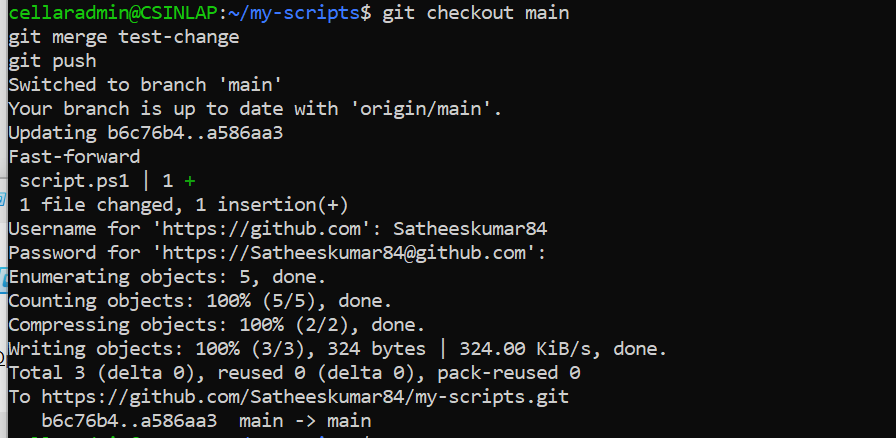 cellaradmin@CSINLAP:~/my-scripts$ git checkout main
git merge test-change
git push
Switched to branch 'main'
Your branch is up to date with 'origin/main'.
Updating b6c76b4..a586aa3
Fast-forward
 script.ps1 | 1 +
 1 file changed, 1 insertion(+)
Username for 'https://github.com': Satheeskumar84
Password for 'https://Satheeskumar84@github.com':
Enumerating objects: 5, done.
Counting objects: 100% (5/5), done.
Compressing objects: 100% (2/2), done.
Writing objects: 100% (3/3), 324 bytes | 324.00 KiB/s, done.
Total 3 (delta 0), reused 0 (delta 0), pack-reused 0
To https://github.com/Satheeskumar84/my-scripts.git
   b6c76b4..a586aa3  main -> main